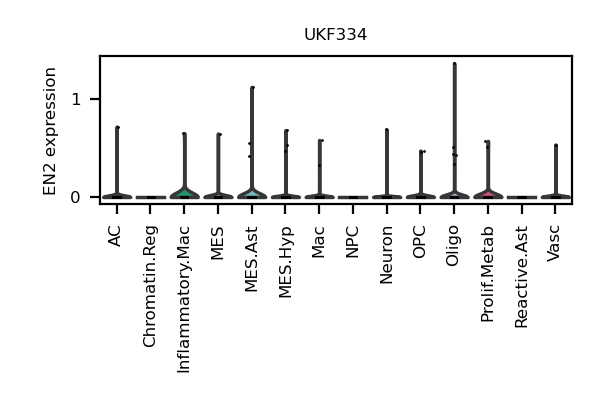 UKF334
EN2 expression
1
0
AC
Chromatin.Reg
Inflammatory.Mac
MES
MES.Ast
MES.Hyp
Mac
NPC
Neuron
OPC
Oligo
Prolif.Metab
Reactive.Ast
Vasc